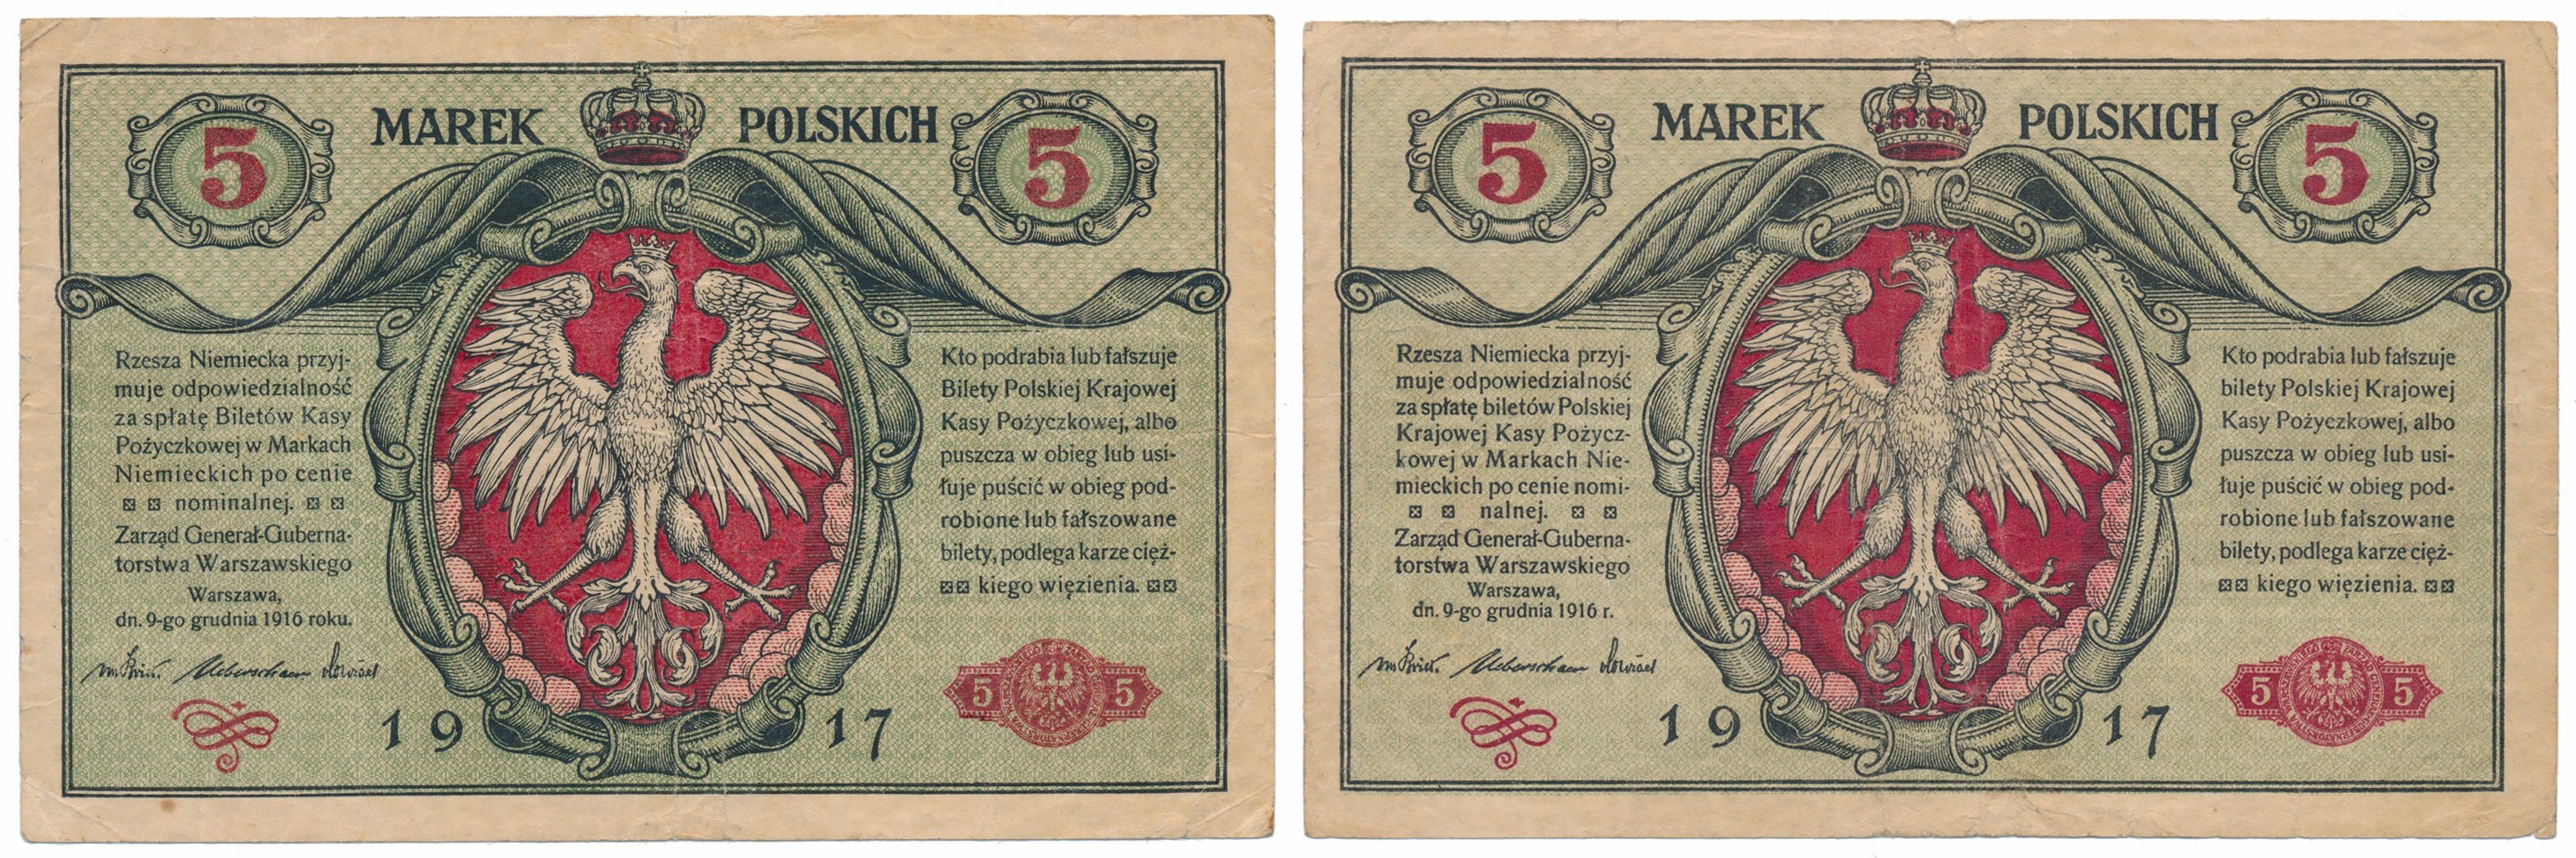 5 MAREK POLSKICH 5
Rzesza Niemiecka przyj-
muje odpowiedzialność
za spłatę Biletów Kasy
Pożyczkowej w Markach
Niemieckich po cenie
nominalnej.
Zarząd Generał-Guberna-
torstwa Warszawskiego
Warszawa,
dn. 9-go grudnia 1916 roku.
Kto podrabia lub fałszuje
Bilety Polskiej Krajowej
Kasy Pożyczkowej, albo
puszcza w obieg lub usi-
łuje puścić w obieg pod-
robione lub fałszowane
bilety, podlega karze cięż-
kiego więzienia.
5 5
19 17
5 MAREK POLSKICH 5
Rzesza Niemiecka przyj-
muje odpowiedzialność
za spłatę biletów Polskiej
Krajowej Kasy Pożycz-
kowej w Markach Nie-
mieckich po cenie nomi-
nalnej.
Zarząd Generał-Guberna-
torstwa Warszawskiego
Warszawa,
dn. 9-go grudnia 1916 r.
Kto podrabia lub fałszuje
bilety Polskiej Krajowej
Kasy Pożyczkowej, albo
puszcza w obieg lub usi-
łuje puścić w obieg pod-
robione lub fałszowane
bilety, podlega karze cięż-
kiego więzienia.
5 5
19 17